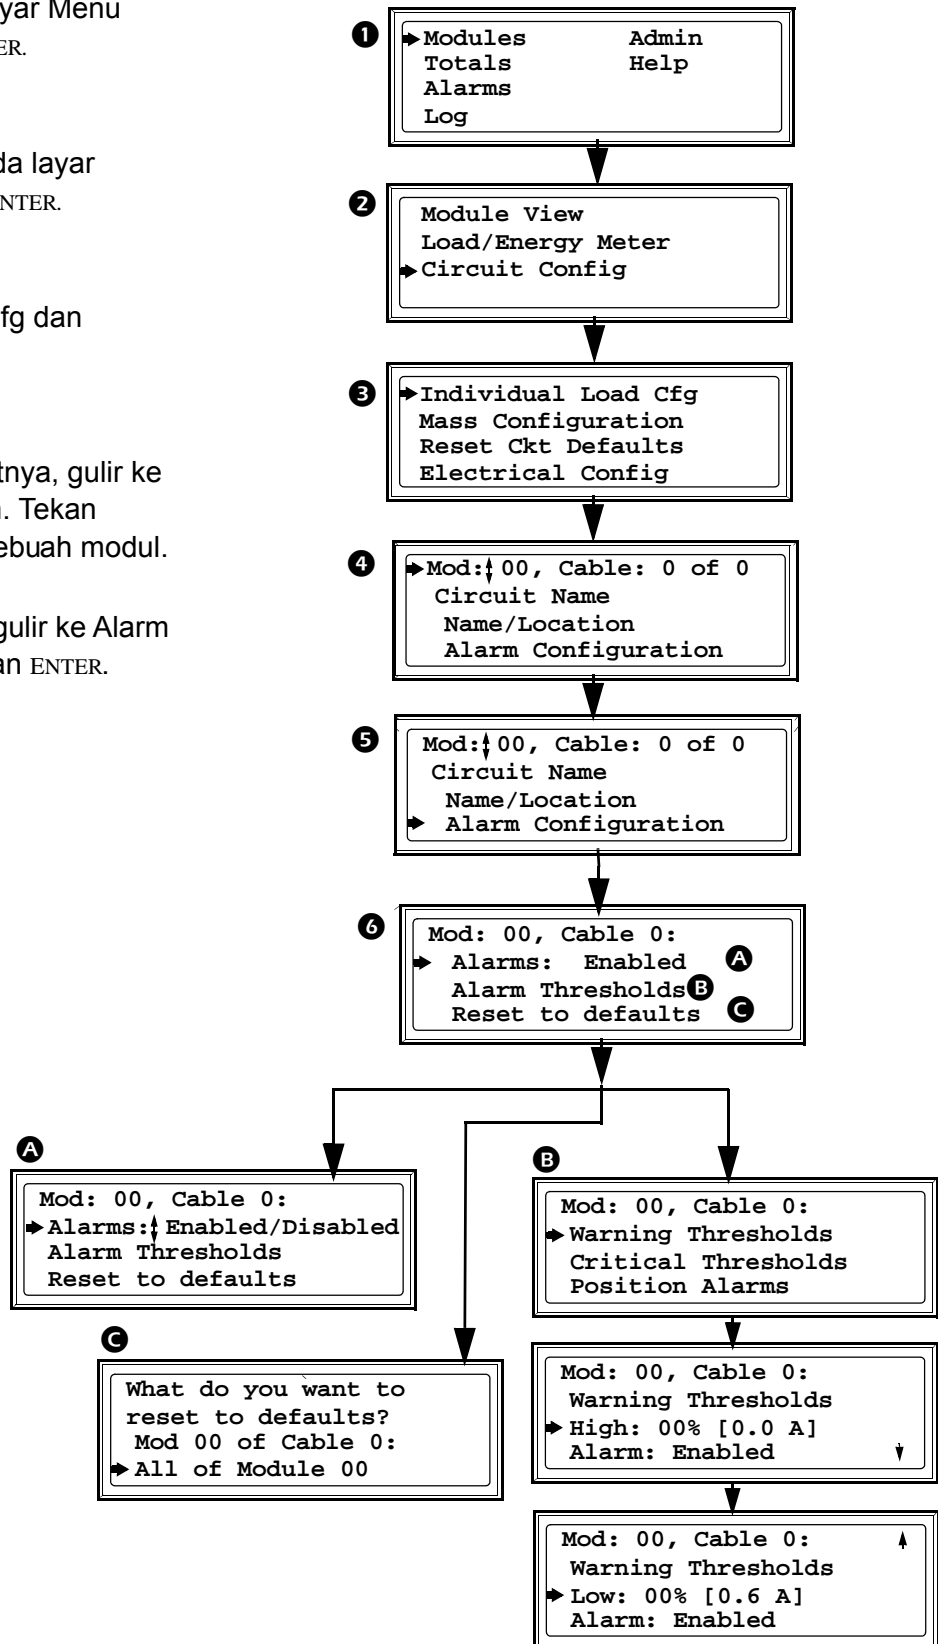 yar Menu
ER.
da layar
NTER.
fg dan
tnya, gulir ke
. Tekan
ebuah modul.
gulir ke Alarm
an ENTER.
1
Modules Admin
Totals Help
Alarms
Log
2
Module View
Load/Energy Meter
Circuit Config
3
Individual Load Cfg
Mass Configuration
Reset Ckt Defaults
Electrical Config
4
Mod: 00, Cable: 0 of 0
Circuit Name
Name/Location
Alarm Configuration
5
Mod: 00, Cable: 0 of 0
Circuit Name
Name/Location
Alarm Configuration
6
Mod: 00, Cable 0:
Alarms: Enabled A
Alarm Thresholds B
Reset to defaults C
A
Mod: 00, Cable 0:
Alarms: Enabled/Disabled
Alarm Thresholds
Reset to defaults
B
Mod: 00, Cable 0:
Warning Thresholds
Critical Thresholds
Position Alarms
C
What do you want to
reset to defaults?
Mod 00 of Cable 0:
All of Module 00
Mod: 00, Cable 0:
Warning Thresholds
High: 00% [0.0 A]
Alarm: Enabled
Mod: 00, Cable 0:
Warning Thresholds
Low: 00% [0.6 A]
Alarm: Enabled